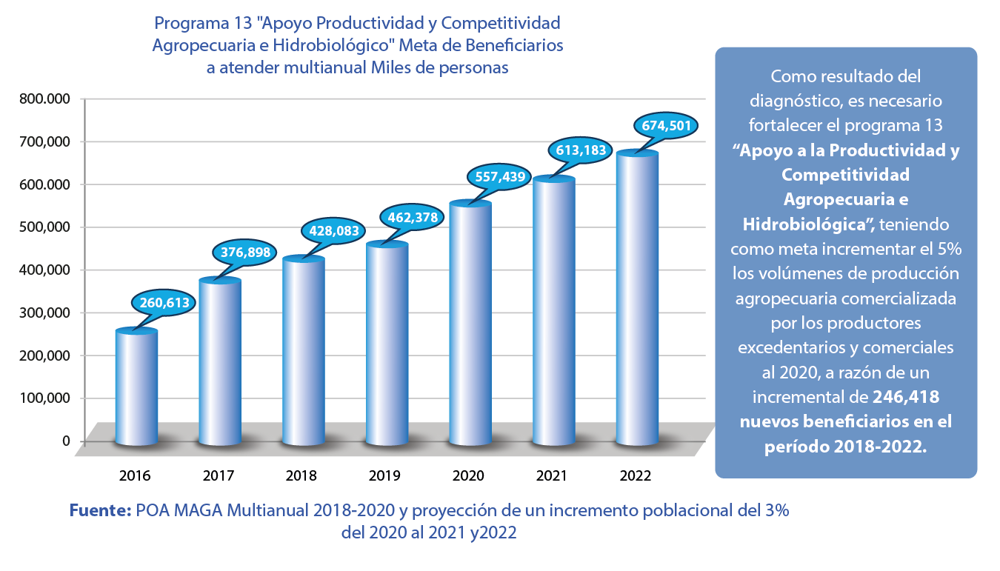 Programa 13 "Apoyo Productividad y Competitividad
Agropecuaria e Hidrobiológico" Meta de Beneficiarios
a atender multianual Miles de personas
800.000
700,000
600,000
500,000
400,000
300,000
200,000
100,000
0
260,613
376,898
428,083
462,378
557,439
613,183
674,501
2016
2017
2018
2019
2020
2021
2022
Como resultado del
diagnóstico, es necesario
fortalecer el programa 13
“Apoyo a la Productividad y
Competitividad
Agropecuaria e
Hidrobiológica”, teniendo
como meta incrementar el 5%
los volúmenes de producción
agropecuaria comercializada
por los productores
excedentarios y comerciales
al 2020, a razón de un
incremental de 246,418
nuevos beneficiarios en el
período 2018-2022.
Fuente: POA MAGA Multianual 2018-2020 y proyección de un incremento poblacional del 3%
del 2020 al 2021 y2022